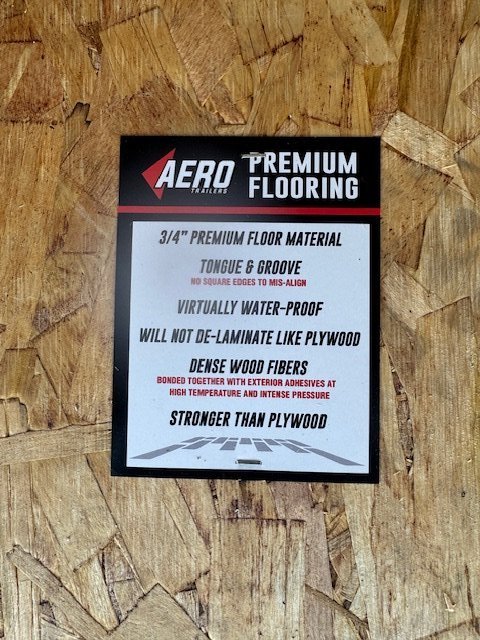 AERO
TRAILERS
PREMIUM
FLOORING
3/4" PREMIUM FLOOR MATERIAL
TONGUE & GROOVE
NO SQUARE EDGES TO MIS-ALIGN
VIRTUALLY WATER-PROOF
WILL NOT DE-LAMINATE LIKE PLYWOOD
DENSE WOOD FIBERS
BONDED TOGETHER WITH EXTERIOR ADHESIVES AT
HIGH TEMPERATURE AND INTENSE PRESSURE
STRONGER THAN PLYWOOD